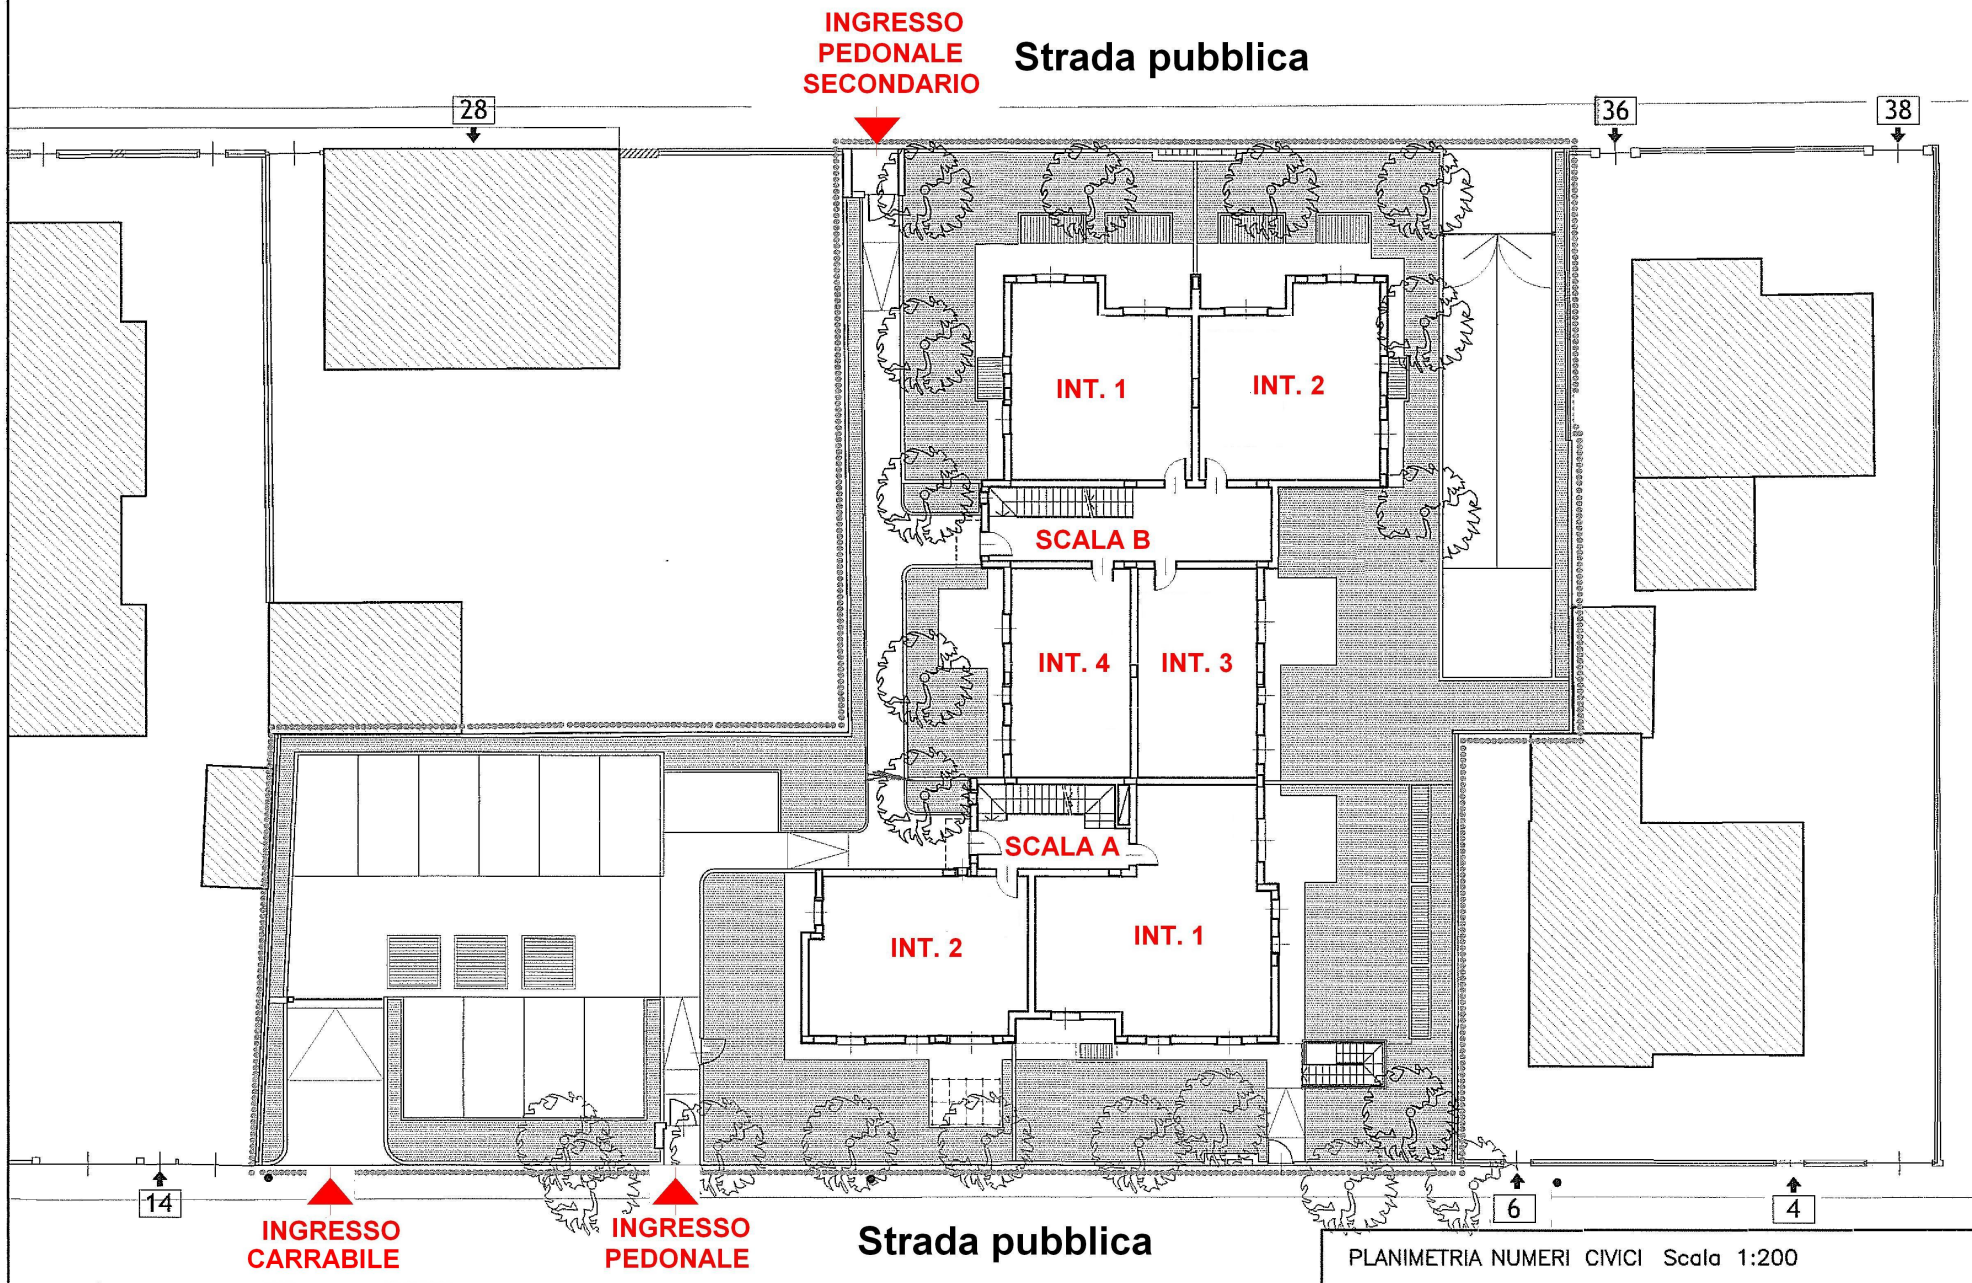 INGRESSO
PEDONALE
SECONDARIO
Strada pubblica
28
36
38
INT. 1
INT. 2
SCALA B
INT. 4
INT. 3
SCALA A
INT. 2
INT. 1
14
6
4
INGRESSO
CARRABILE
INGRESSO
PEDONALE
Strada pubblica
PLANIMETRIA NUMERI CIVICI Scala 1:200